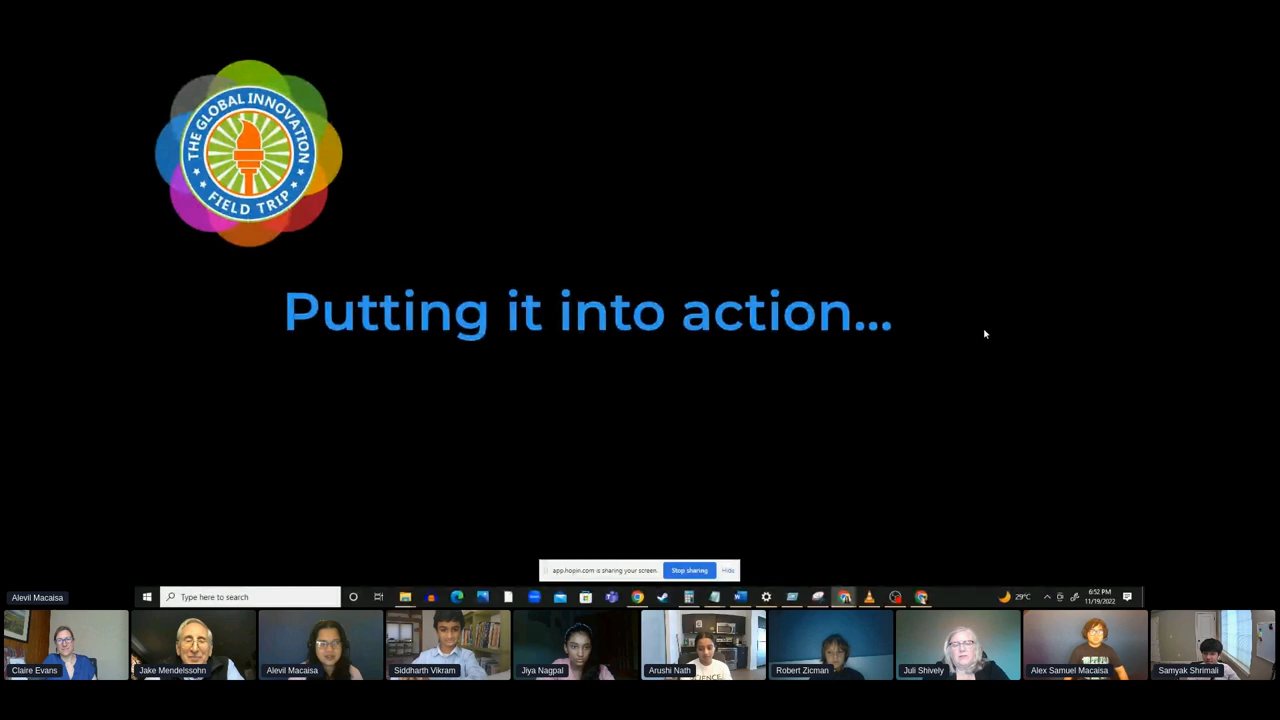 THE GLOBAL INNOVATION
FIELD TRIP
Putting it into action...
app.hopin.com is sharing your screen.
Stop sharing
Hide
Alevil Macaisa
Type here to search
29°C
6:52 PM
11/19/2022
Claire Evans
Jake Mendelssohn
Alevil Macaisa
Siddharth Vikram
Jiya Nagpal
Arushi Nath
Robert Zicman
Juli Shively
Alex Samuel Macaisa
Samyak Shrimali